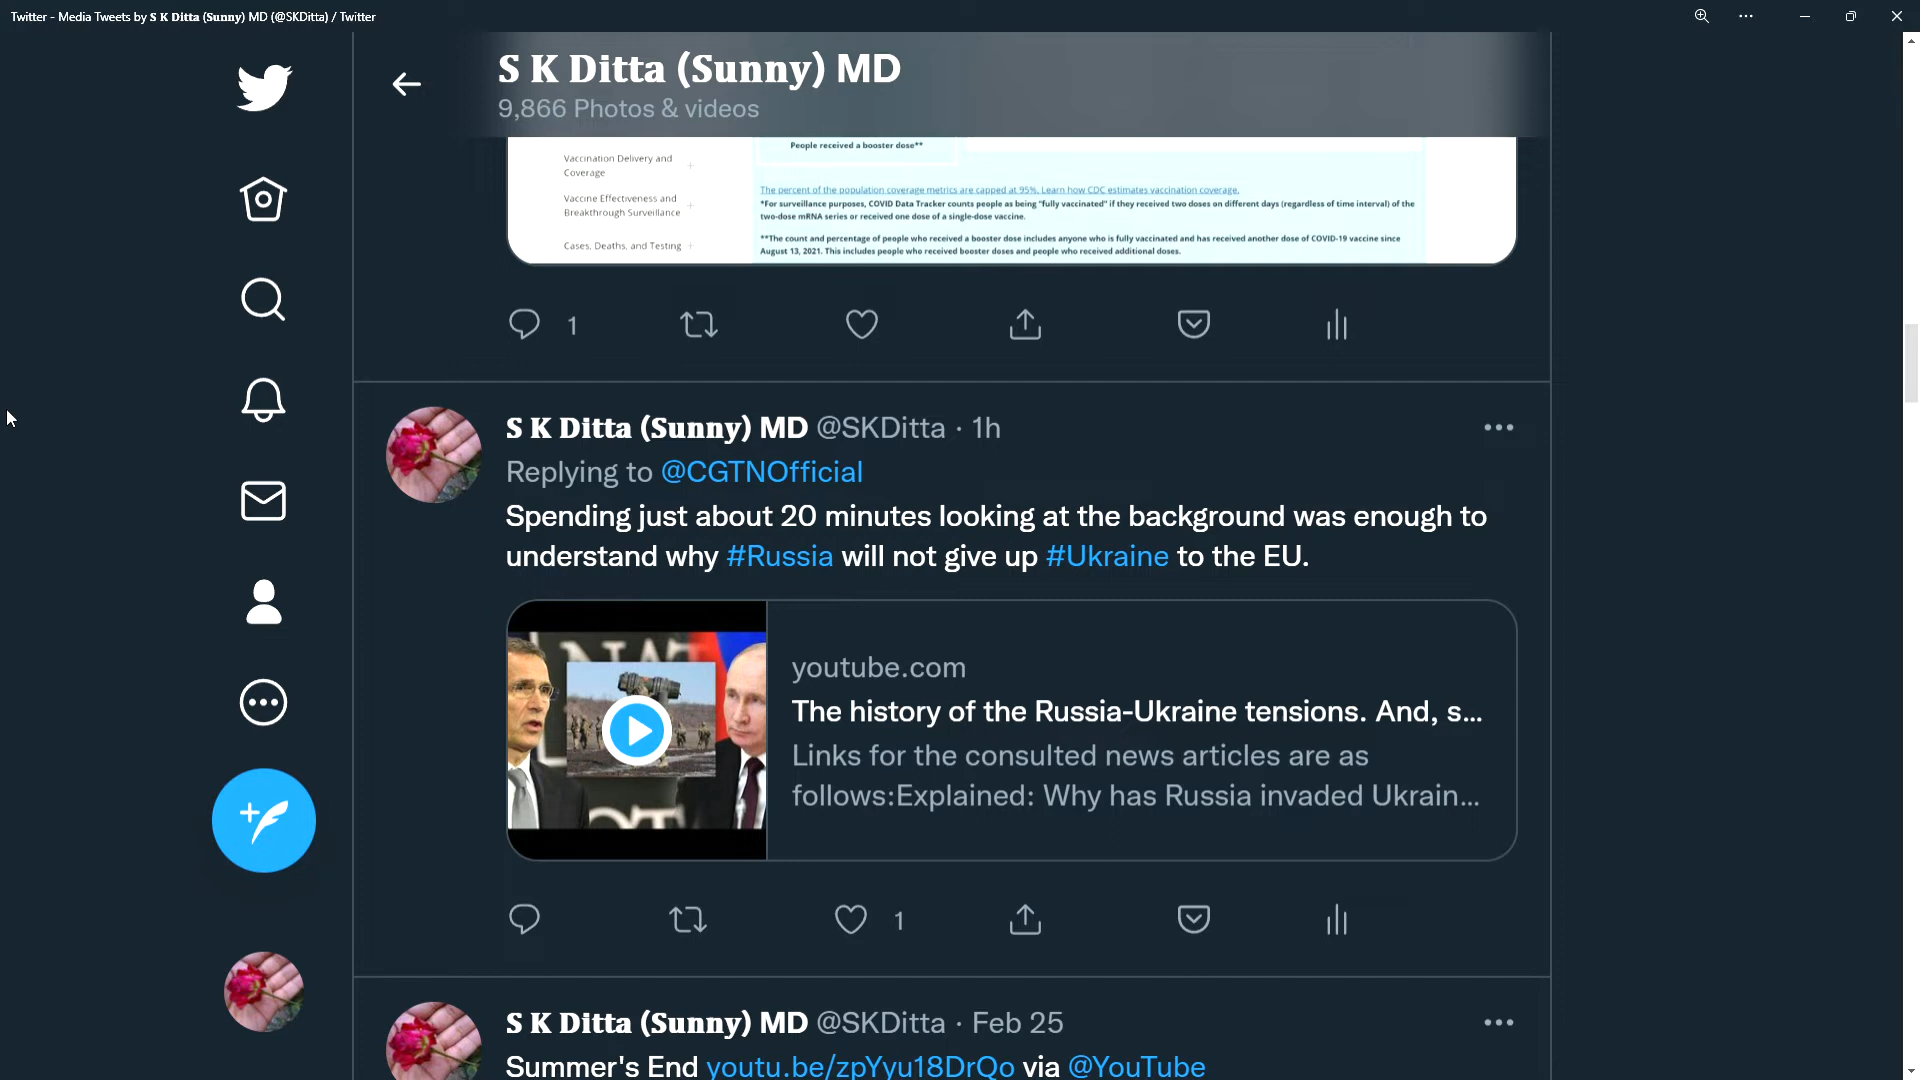 Twitter - Media Tweets by S K Ditta (Sunny) MD (@SKDitta) / Twitter
S K Ditta (Sunny) MD
9,866 Photos & videos
People received a booster dose**
Vaccination Delivery and
Coverage
+
Vaccine Effectiveness and
Breakthrough Surveillance
+
Cases, Deaths, and Testing
+
The percent of the population coverage metrics are capped at 95%. Learn how CDC estimates vaccination coverage.
*For surveillance purposes, COVID Data Tracker counts people as being "fully vaccinated" if they received two doses on different days (regardless of time interval) of the
two-dose mRNA series or received one dose of a single-dose vaccine.
**The count and percentage of people who received a booster dose includes anyone who is fully vaccinated and has received another dose of COVID-19 vaccine since
August 13, 2021. This includes people who received booster doses and people who received additional doses.
1
S K Ditta (Sunny) MD @SKDitta · 1h
Replying to @CGTNOfficial
Spending just about 20 minutes looking at the background was enough to
understand why #Russia will not give up #Ukraine to the EU.
youtube.com
The history of the Russia-Ukraine tensions. And, s...
Links for the consulted news articles are as
follows:Explained: Why has Russia invaded Ukrain...
1
S K Ditta (Sunny) MD @SKDitta · Feb 25
Summer's End youtu.be/zpYyu18DrQo via @YouTube